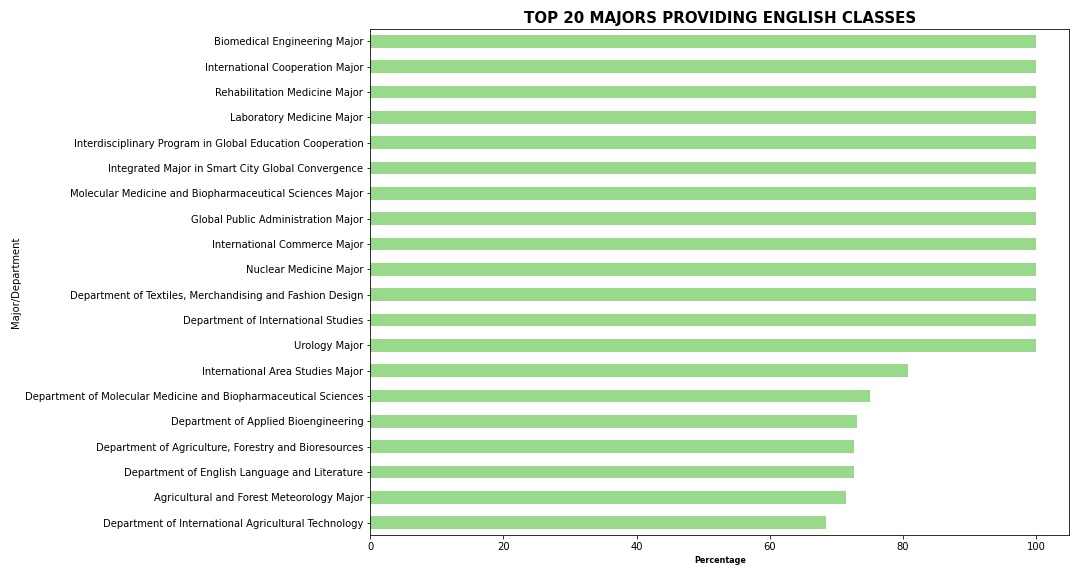 TOP 20 MAJORS PROVIDING ENGLISH CLASSES
Biomedical Engineering Major
International Cooperation Major
Rehabilitation Medicine Major
Laboratory Medicine Major
Interdisciplinary Program in Global Education Cooperation
Integrated Major in Smart City Global Convergence
Molecular Medicine and Biopharmaceutical Sciences Major
Global Public Administration Major
International Commerce Major
Nuclear Medicine Major
Department of Textiles, Merchandising and Fashion Design
Department of International Studies
Urology Major
International Area Studies Major
Department of Molecular Medicine and Biopharmaceutical Sciences
Department of Applied Bioengineering
Department of Agriculture, Forestry and Bioresources
Department of English Language and Literature
Agricultural and Forest Meteorology Major
Department of International Agricultural Technology
Major/Department
0 20 40 60 80 100
Percentage